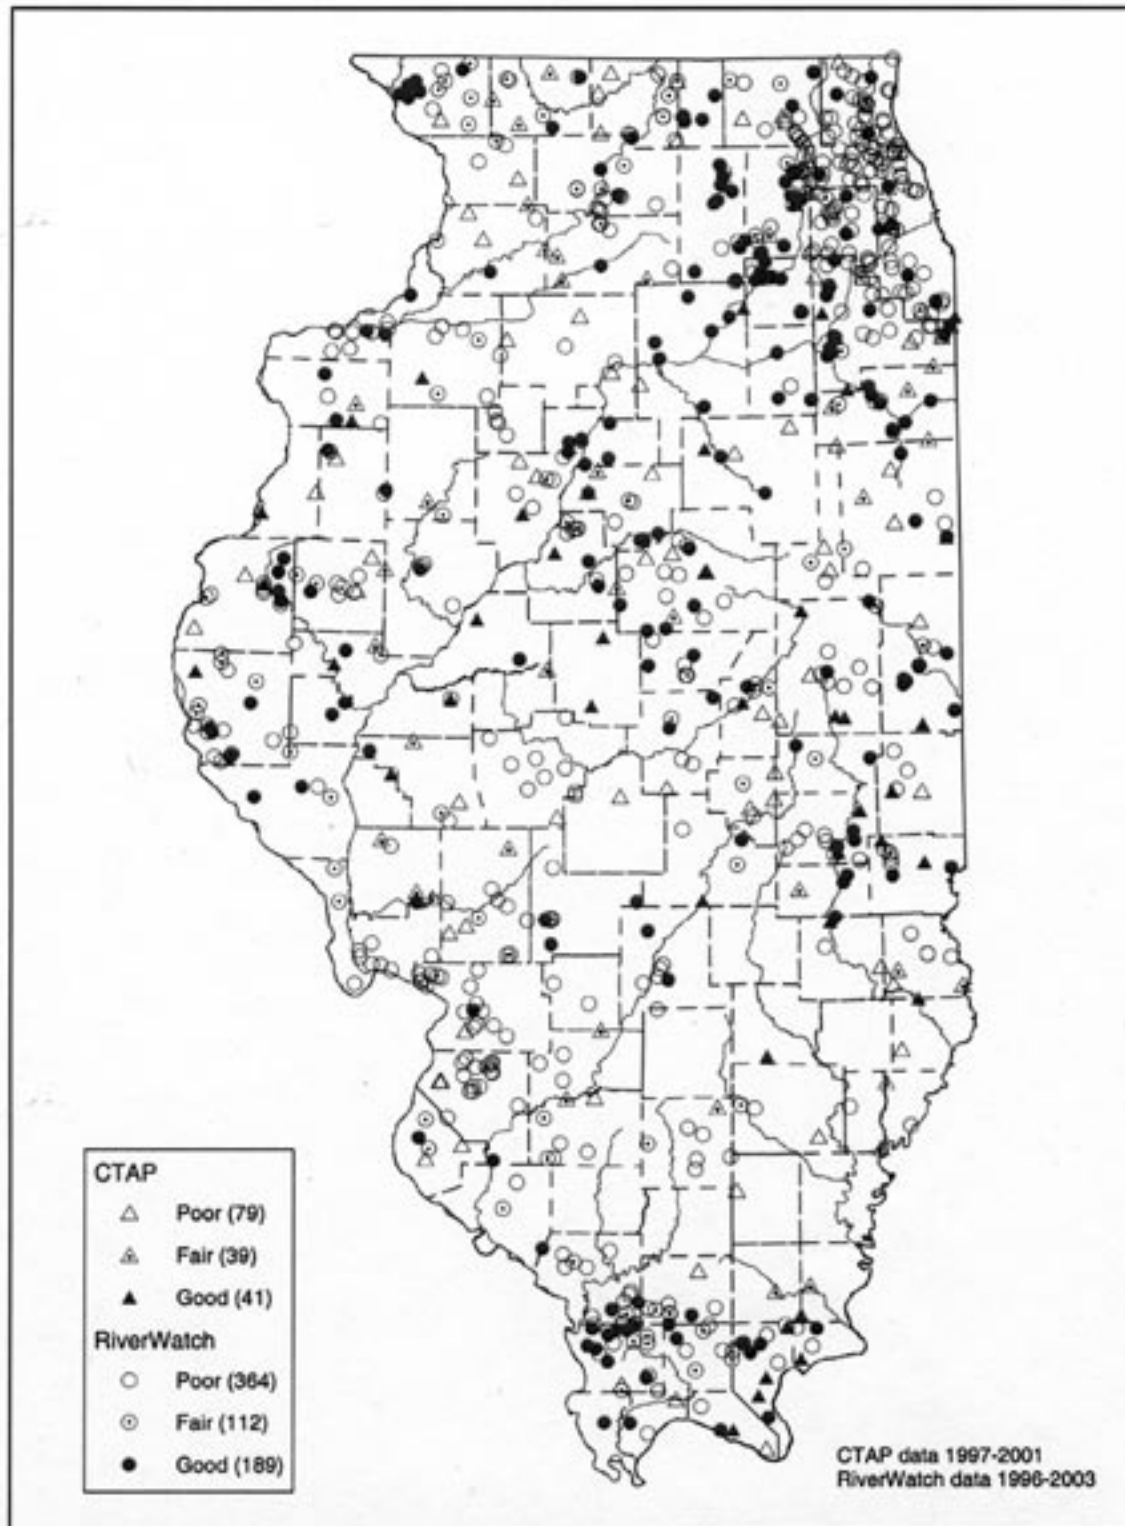 CTAP
Poor (79)
Fair (39)
Good (41)
RiverWatch
Poor (364)
Fair (112)
Good (189)
CTAP data 1997-2001
RiverWatch data 1996-2003